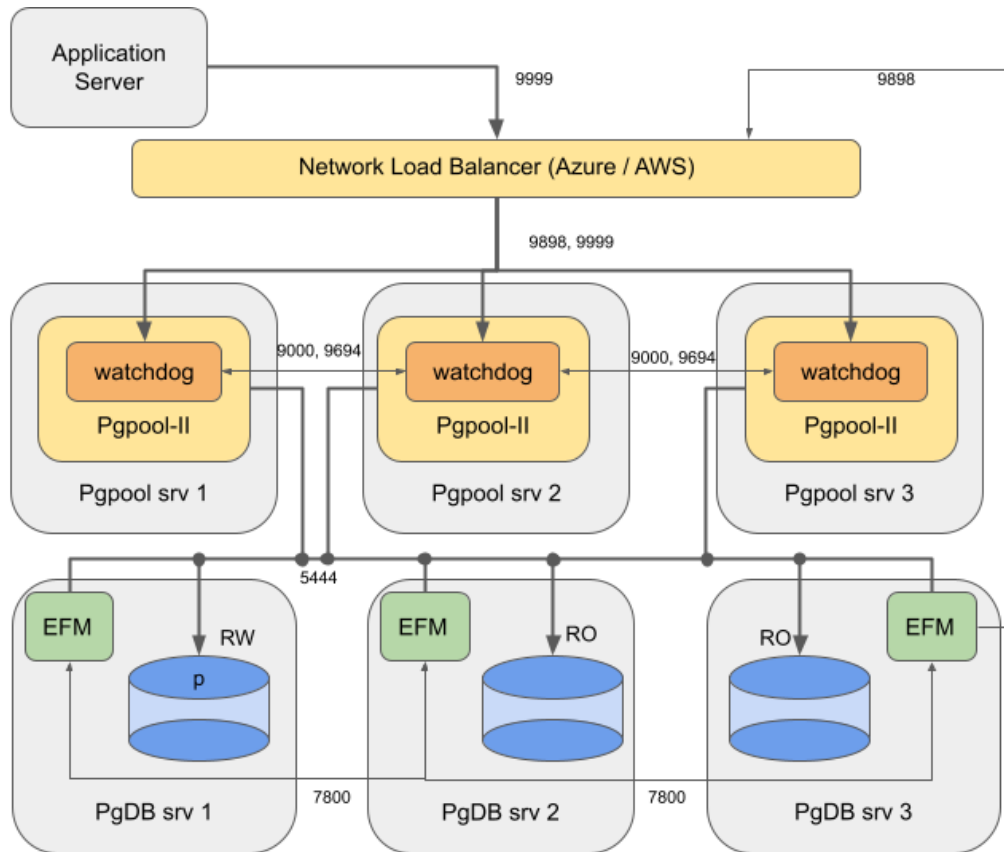 Application
Server
9999
9898
Network Load Balancer (Azure / AWS)
9898, 9999
watchdog
Pgpool-II
Pgpool srv 1
9000, 9694
watchdog
Pgpool-II
Pgpool srv 2
9000, 9694
watchdog
Pgpool-II
Pgpool srv 3
5444
EFM
RW
p
PgDB srv 1
7800
EFM
RO
PgDB srv 2
7800
RO
EFM
PgDB srv 3